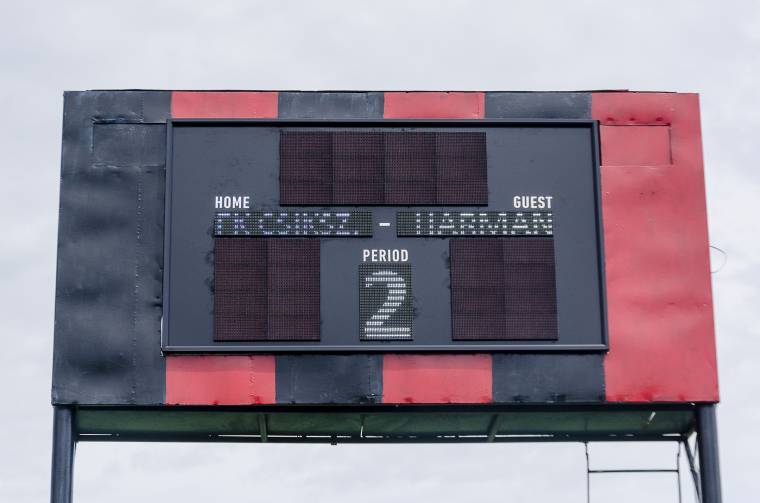 HOME GUEST
FK CSIKSZ. - HARMAN
PERIOD
2